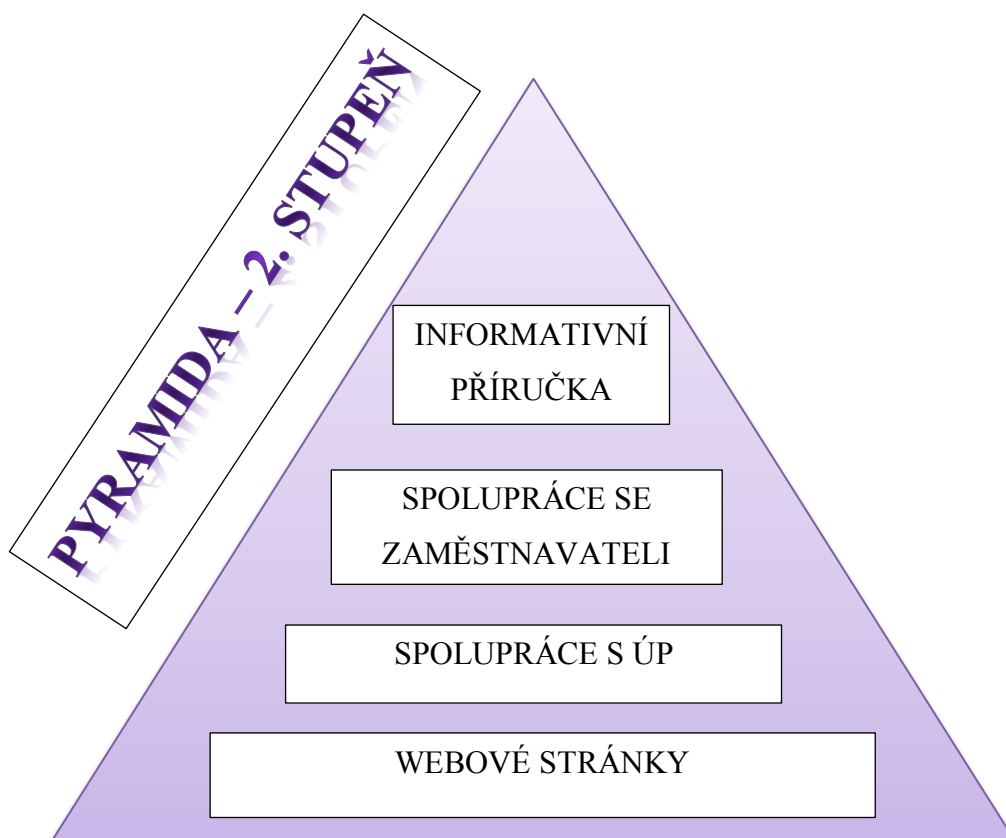 PYRAMIDA – 2. STUPEŇ
INFORMATIVNÍ
PŘÍRUČKA
SPOLUPRÁCE SE
ZAMĚSTNAVATELI
SPOLUPRÁCE S ÚP
WEBOVÉ STRÁNKY